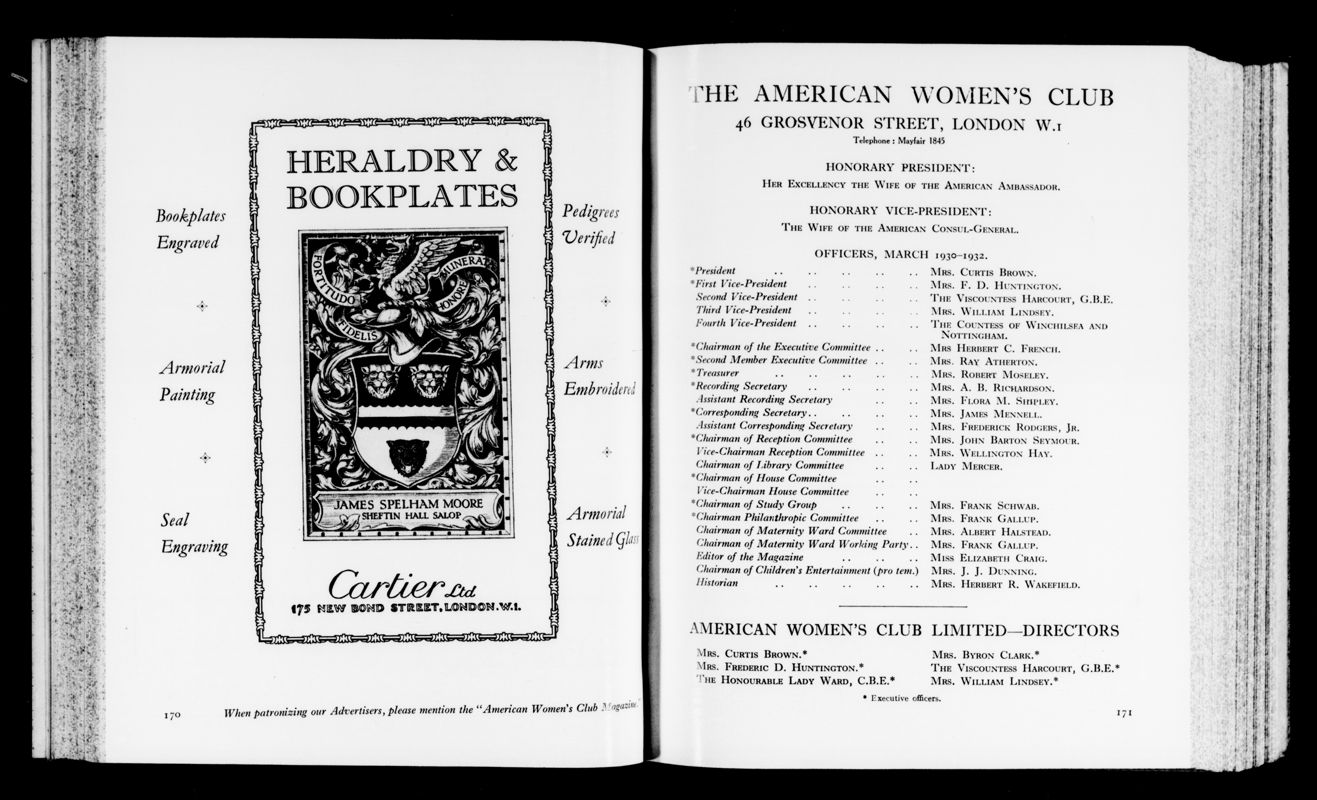 HERALDRY &
BOOKPLATES
Bookplates
Engraved
Armorial
Painting
Seal
Engraving
Pedigrees
Verified
Arms
Embroidered
Armorial
Stained Glass
FORTITUDO
VULNERAT
FIDELIS
HONORE
JAMES SPELHAM MOORE
SHEFTIN HALL SALOP
Cartier Ltd
175 NEW BOND STREET, LONDON. W.1.
170
When patronizing our Advertisers, please mention the "American Women's Club Magazine."
THE AMERICAN WOMEN'S CLUB
46 GROSVENOR STREET, LONDON W.1
Telephone: Mayfair 1845
HONORARY PRESIDENT:
HER EXCELLENCY THE WIFE OF THE AMERICAN AMBASSADOR.
HONORARY VICE-PRESIDENT:
THE WIFE OF THE AMERICAN CONSUL-GENERAL.
OFFICERS, MARCH 1930–1932.
*President .. .. .. .. .. MRS. CURTIS BROWN.
*First Vice-President .. .. .. .. MRS. F. D. HUNTINGTON.
Second Vice-President .. .. .. .. THE VISCOUNTESS HARCOURT, G.B.E.
Third Vice-President .. .. .. .. MRS. WILLIAM LINDSEY.
Fourth Vice-President .. .. .. .. THE COUNTESS OF WINCHILSEA AND
NOTTINGHAM.
*Chairman of the Executive Committee .. .. MRS HERBERT C. FRENCH.
*Second Member Executive Committee .. .. MRS. RAY ATHERTON.
*Treasurer .. .. .. .. .. MRS. ROBERT MOSELEY.
*Recording Secretary .. .. .. .. MRS. A. B. RICHARDSON.
Assistant Recording Secretary .. .. MRS. FLORA M. SHIPLEY.
*Corresponding Secretary .. .. .. .. MRS. JAMES MENNELL.
Assistant Corresponding Secretary .. .. MRS. FREDERICK RODGERS, JR.
*Chairman of Reception Committee .. .. MRS. JOHN BARTON SEYMOUR.
Vice-Chairman Reception Committee .. .. MRS. WELLINGTON HAY.
Chairman of Library Committee .. .. LADY MERCER.
*Chairman of House Committee .. ..
Vice-Chairman House Committee .. ..
*Chairman of Study Group .. .. .. MRS. FRANK SCHWAB.
*Chairman Philanthropic Committee .. .. MRS. FRANK GALLUP.
Chairman of Maternity Ward Committee .. MRS. ALBERT HALSTEAD.
Chairman of Maternity Ward Working Party .. MRS. FRANK GALLUP.
Editor of the Magazine .. .. .. MISS ELIZABETH CRAIG.
Chairman of Children's Entertainment (pro tem.) MRS. J. J. DUNNING.
Historian .. .. .. .. .. MRS. HERBERT R. WAKEFIELD.
AMERICAN WOMEN'S CLUB LIMITED—DIRECTORS
MRS. CURTIS BROWN.* MRS. BYRON CLARK.*
MRS. FREDERIC D. HUNTINGTON.* THE VISCOUNTESS HARCOURT, G.B.E.*
THE HONOURABLE LADY WARD, C.B.E.* MRS. WILLIAM LINDSEY.*
* Executive officers.
171